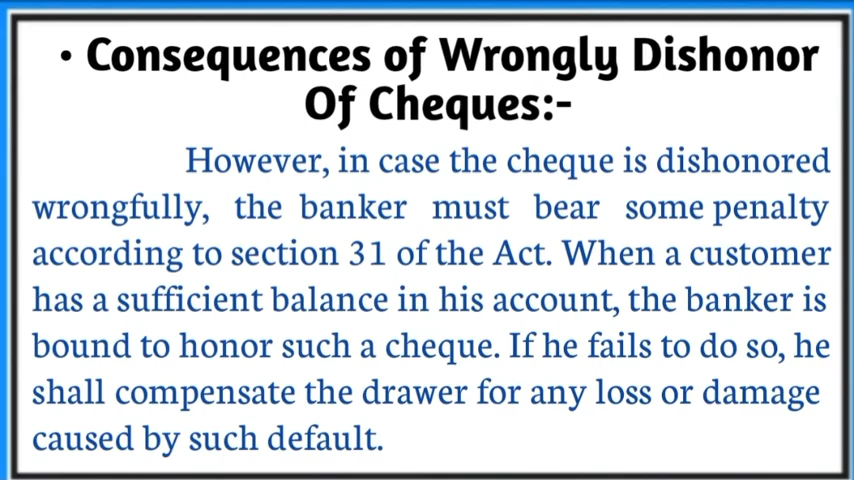 • Consequences of Wrongly Dishonor
Of Cheques:-
However, in case the cheque is dishonored
wrongfully, the banker must bear some penalty
according to section 31 of the Act. When a customer
has a sufficient balance in his account, the banker is
bound to honor such a cheque. If he fails to do so, he
shall compensate the drawer for any loss or damage
caused by such default.